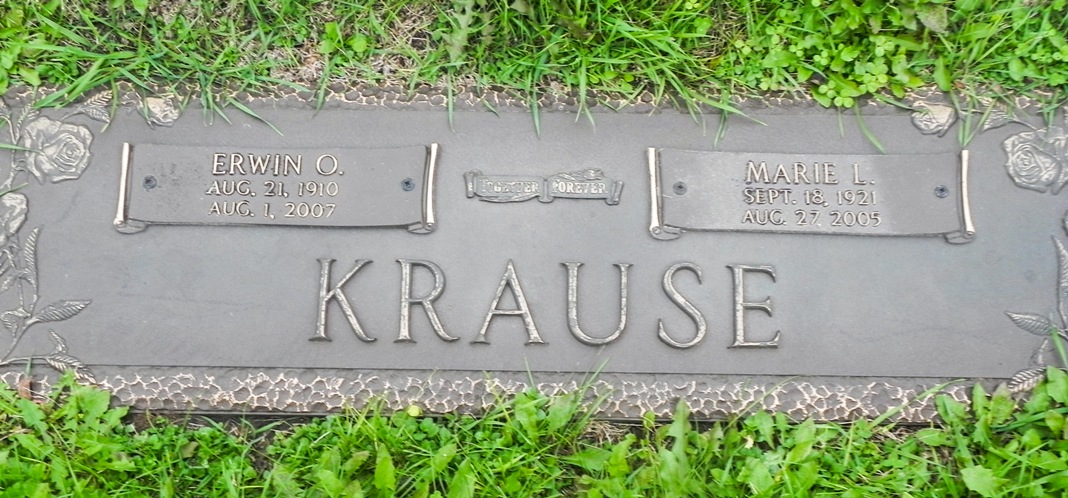 ERWIN O.
AUG. 21, 1910
AUG. 1, 2007
TOGETHER FOREVER
MARIE L.
SEPT. 18, 1921
AUG. 27, 2005
KRAUSE